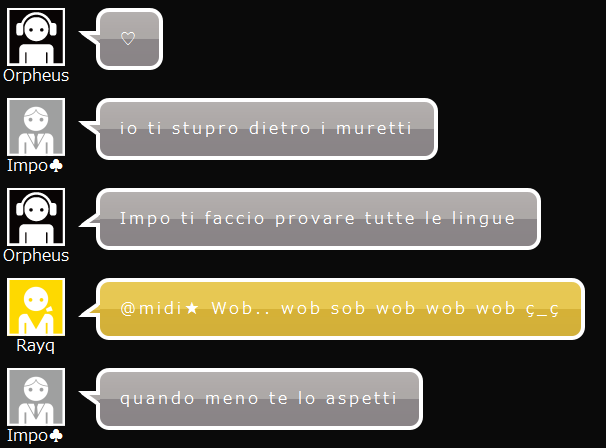 ♡
Orpheus
io ti stupro dietro i muretti
Impo♣
Impo ti faccio provare tutte le lingue
Orpheus
@midi★ Wob.. wob sob wob wob wob ç_ç
Rayq
quando meno te lo aspetti
Impo♣